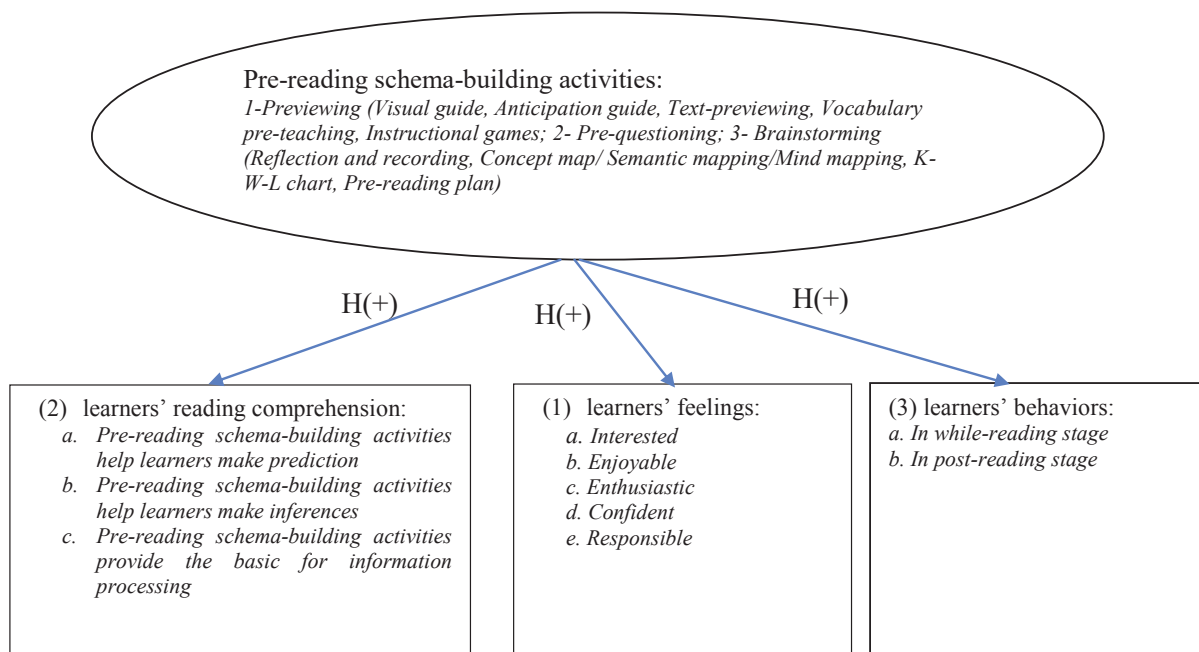 Pre-reading schema-building activities:
1-Previewing (Visual guide, Anticipation guide, Text-previewing, Vocabulary
pre-teaching, Instructional games; 2- Pre-questioning; 3- Brainstorming
(Reflection and recording, Concept map/ Semantic mapping/Mind mapping, K-
W-L chart, Pre-reading plan)
H(+)
H(+)
H(+)
(2) learners’ reading comprehension:
a. Pre-reading schema-building activities
help learners make prediction
b. Pre-reading schema-building activities
help learners make inferences
c. Pre-reading schema-building activities
provide the basic for information
processing
(1) learners’ feelings:
a. Interested
b. Enjoyable
c. Enthusiastic
d. Confident
e. Responsible
(3) learners’ behaviors:
a. In while-reading stage
b. In post-reading stage